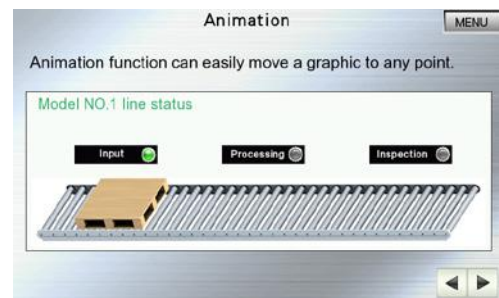 Animation
MENU
Animation function can easily move a graphic to any point.
Model NO.1 line status
Input
Processing
Inspection